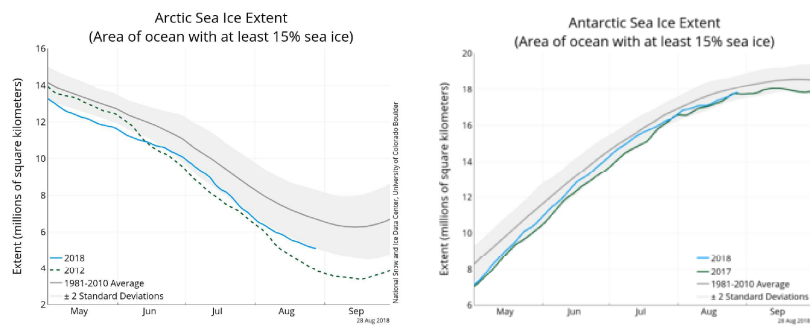 Arctic Sea Ice Extent
(Area of ocean with at least 15% sea ice)
Extent (millions of square kilometers)
16
14
12
10
8
6
4
2
2018
2012
1981-2010 Average
± 2 Standard Deviations
May Jun Jul Aug Sep
28 Aug 2018
National Snow and Ice Data Center, University of Colorado Boulder
Antarctic Sea Ice Extent
(Area of ocean with at least 15% sea ice)
Extent (millions of square kilometers)
20
18
16
14
12
10
8
6
2018
2017
1981-2010 Average
± 2 Standard Deviations
May Jun Jul Aug Sep
28 Aug 2018